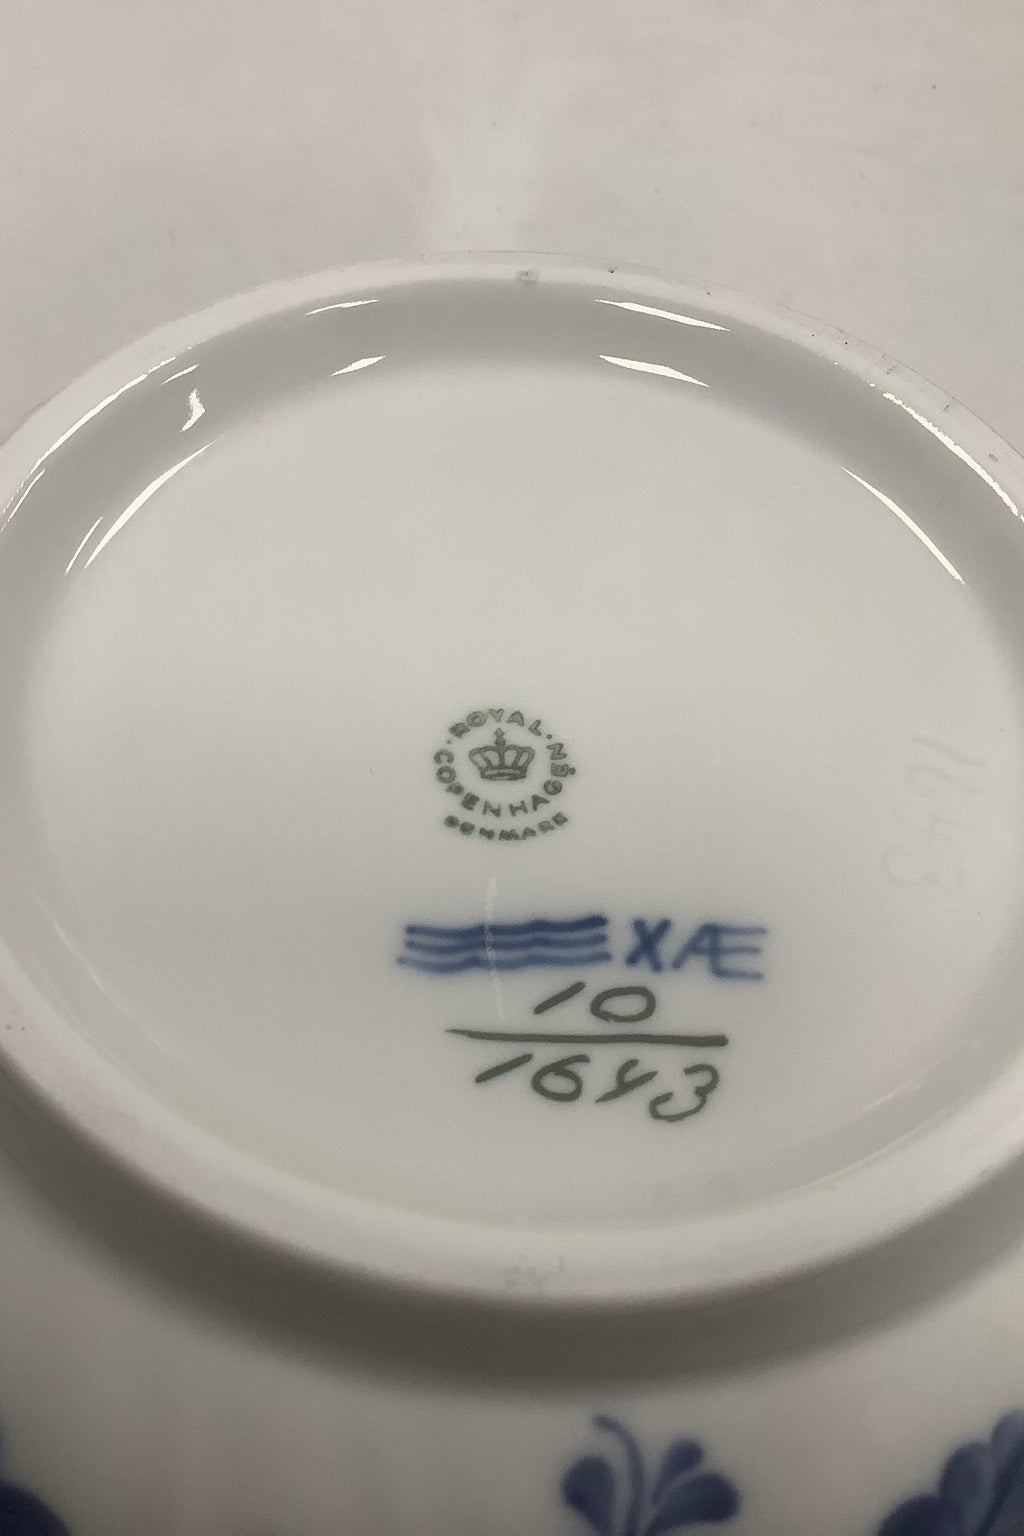 ROYAL
COPENHAGEN
DENMARK
XÆ
10
1643
1643